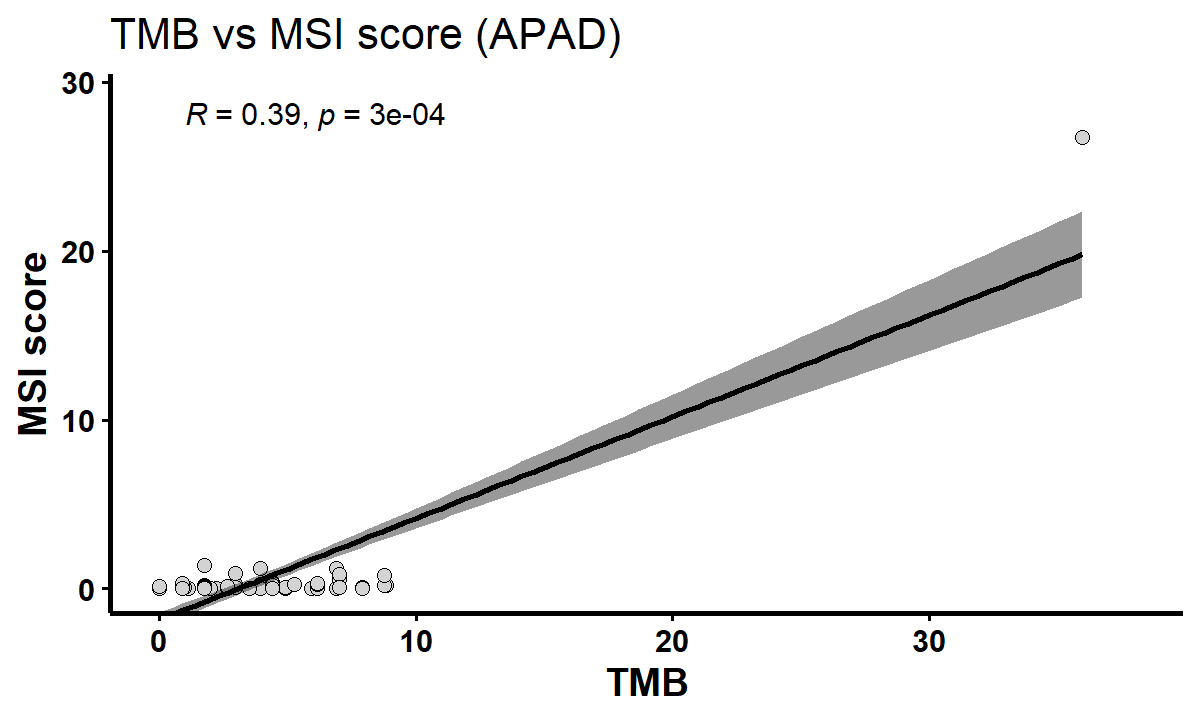 TMB vs MSI score (APAD)
R = 0.39, p = 3e-04
30
20
10
0
MSI score
0 10 20 30
TMB